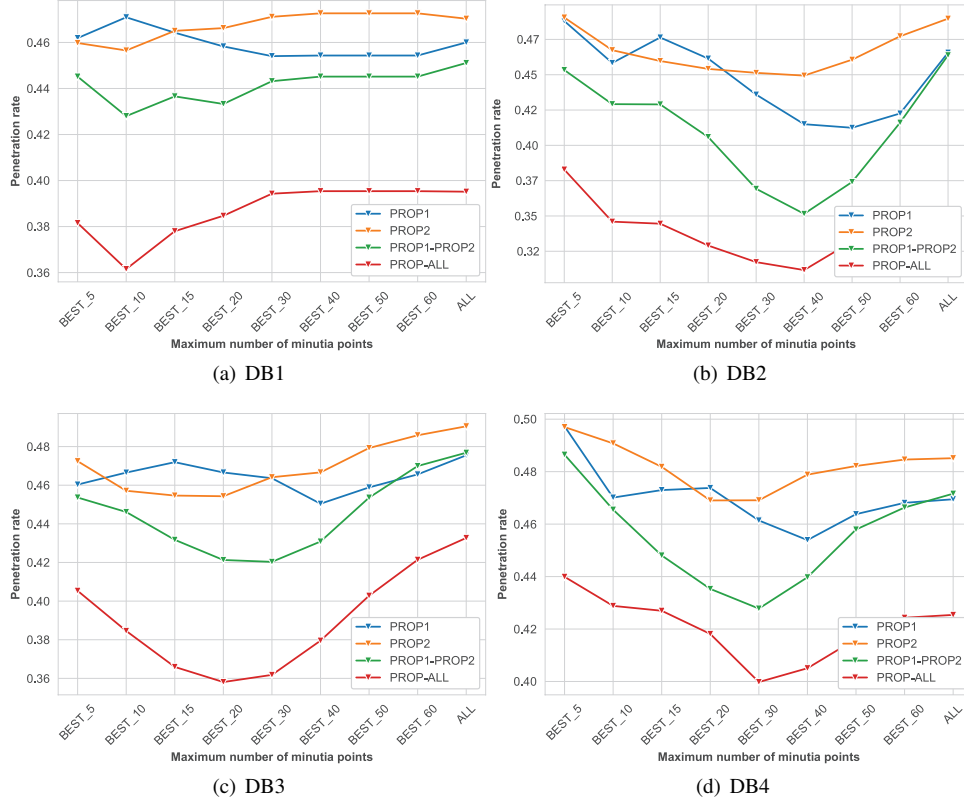 0.46
0.44
0.42
0.40
0.38
0.36
Penetration rate
PROP1
PROP2
PROP1-PROP2
PROP-ALL
BEST_5
BEST_10
BEST_15
BEST_20
BEST_30
BEST_40
BEST_50
BEST_60
ALL
Maximum number of minutia points
(a) DB1
0.47
0.45
0.42
0.40
0.37
0.35
0.32
Penetration rate
PROP1
PROP2
PROP1-PROP2
PROP-ALL
BEST_5
BEST_10
BEST_15
BEST_20
BEST_30
BEST_40
BEST_50
BEST_60
ALL
Maximum number of minutia points
(b) DB2
0.48
0.46
0.44
0.42
0.40
0.38
0.36
Penetration rate
PROP1
PROP2
PROP1-PROP2
PROP-ALL
BEST_5
BEST_10
BEST_15
BEST_20
BEST_30
BEST_40
BEST_50
BEST_60
ALL
Maximum number of minutia points
(c) DB3
0.50
0.48
0.46
0.44
0.42
0.40
Penetration rate
PROP1
PROP2
PROP1-PROP2
PROP-ALL
BEST_5
BEST_10
BEST_15
BEST_20
BEST_30
BEST_40
BEST_50
BEST_60
ALL
Maximum number of minutia points
(d) DB4